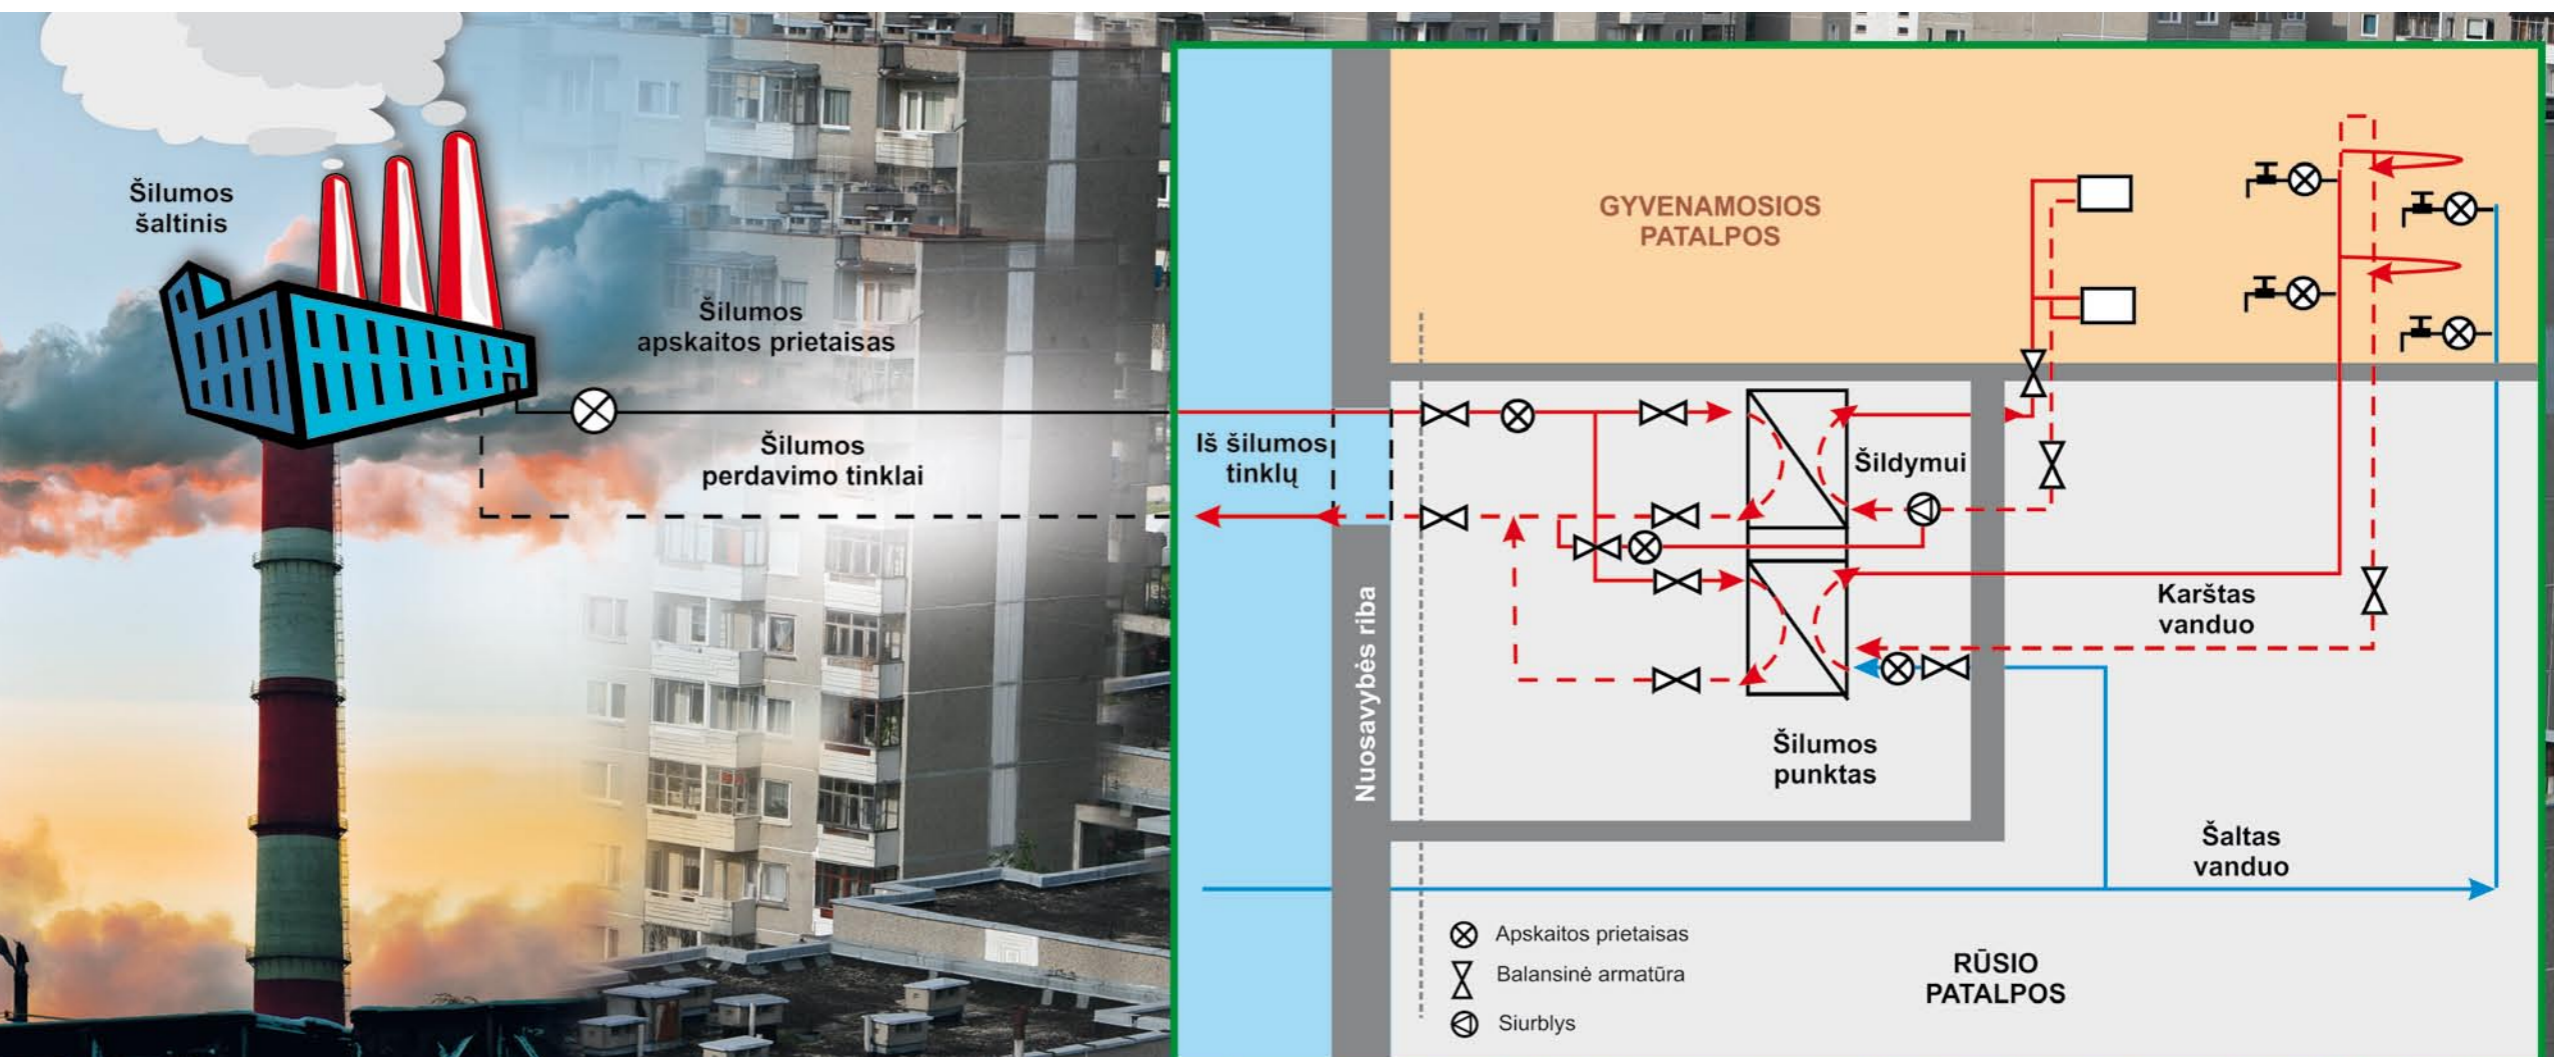 Šilumos
šaltinis
Šilumos
apskaitos prietaisas
Šilumos
perdavimo tinklai
GYVENAMOSIOS
PATALPOS
Iš šilumos
tinklų
Šildymui
Nuosavybės riba
Karštas
vanduo
Šilumos
punktas
Šaltas
vanduo
Apskaitos prietaisas
Balansinė armatūra
Siurblys
RŪSIO
PATALPOS